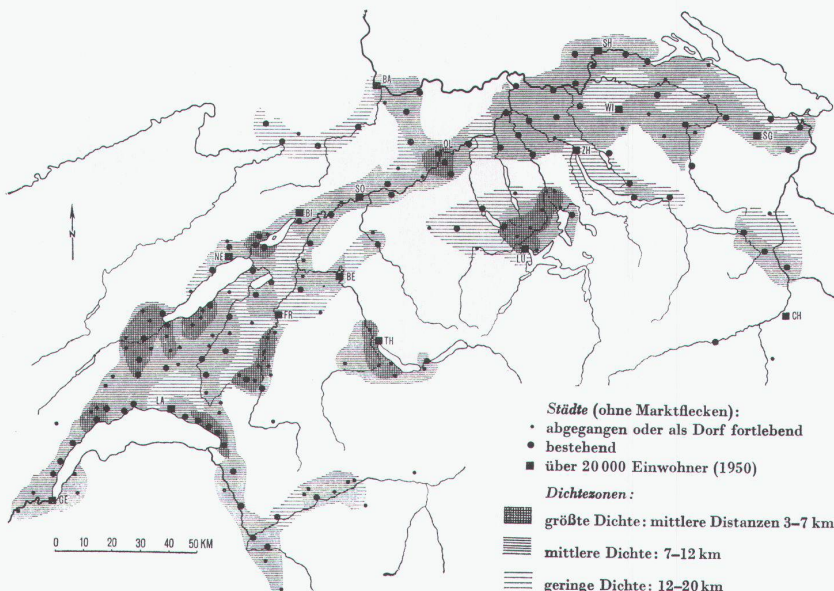 SH
BA
WI
SG
OL
ZH
SO
BI
LU
NE
BE
N
FR
CH
TH
LA
GE
0 10 20 30 40 50 KM
Städte (ohne Marktflecken):
abgegangen oder als Dorf fortlebend
bestehend
über 20 000 Einwohner (1950)
Dichtezonen:
größte Dichte: mittlere Distanzen 3–7 km
mittlere Dichte: 7–12 km
geringe Dichte: 12–20 km